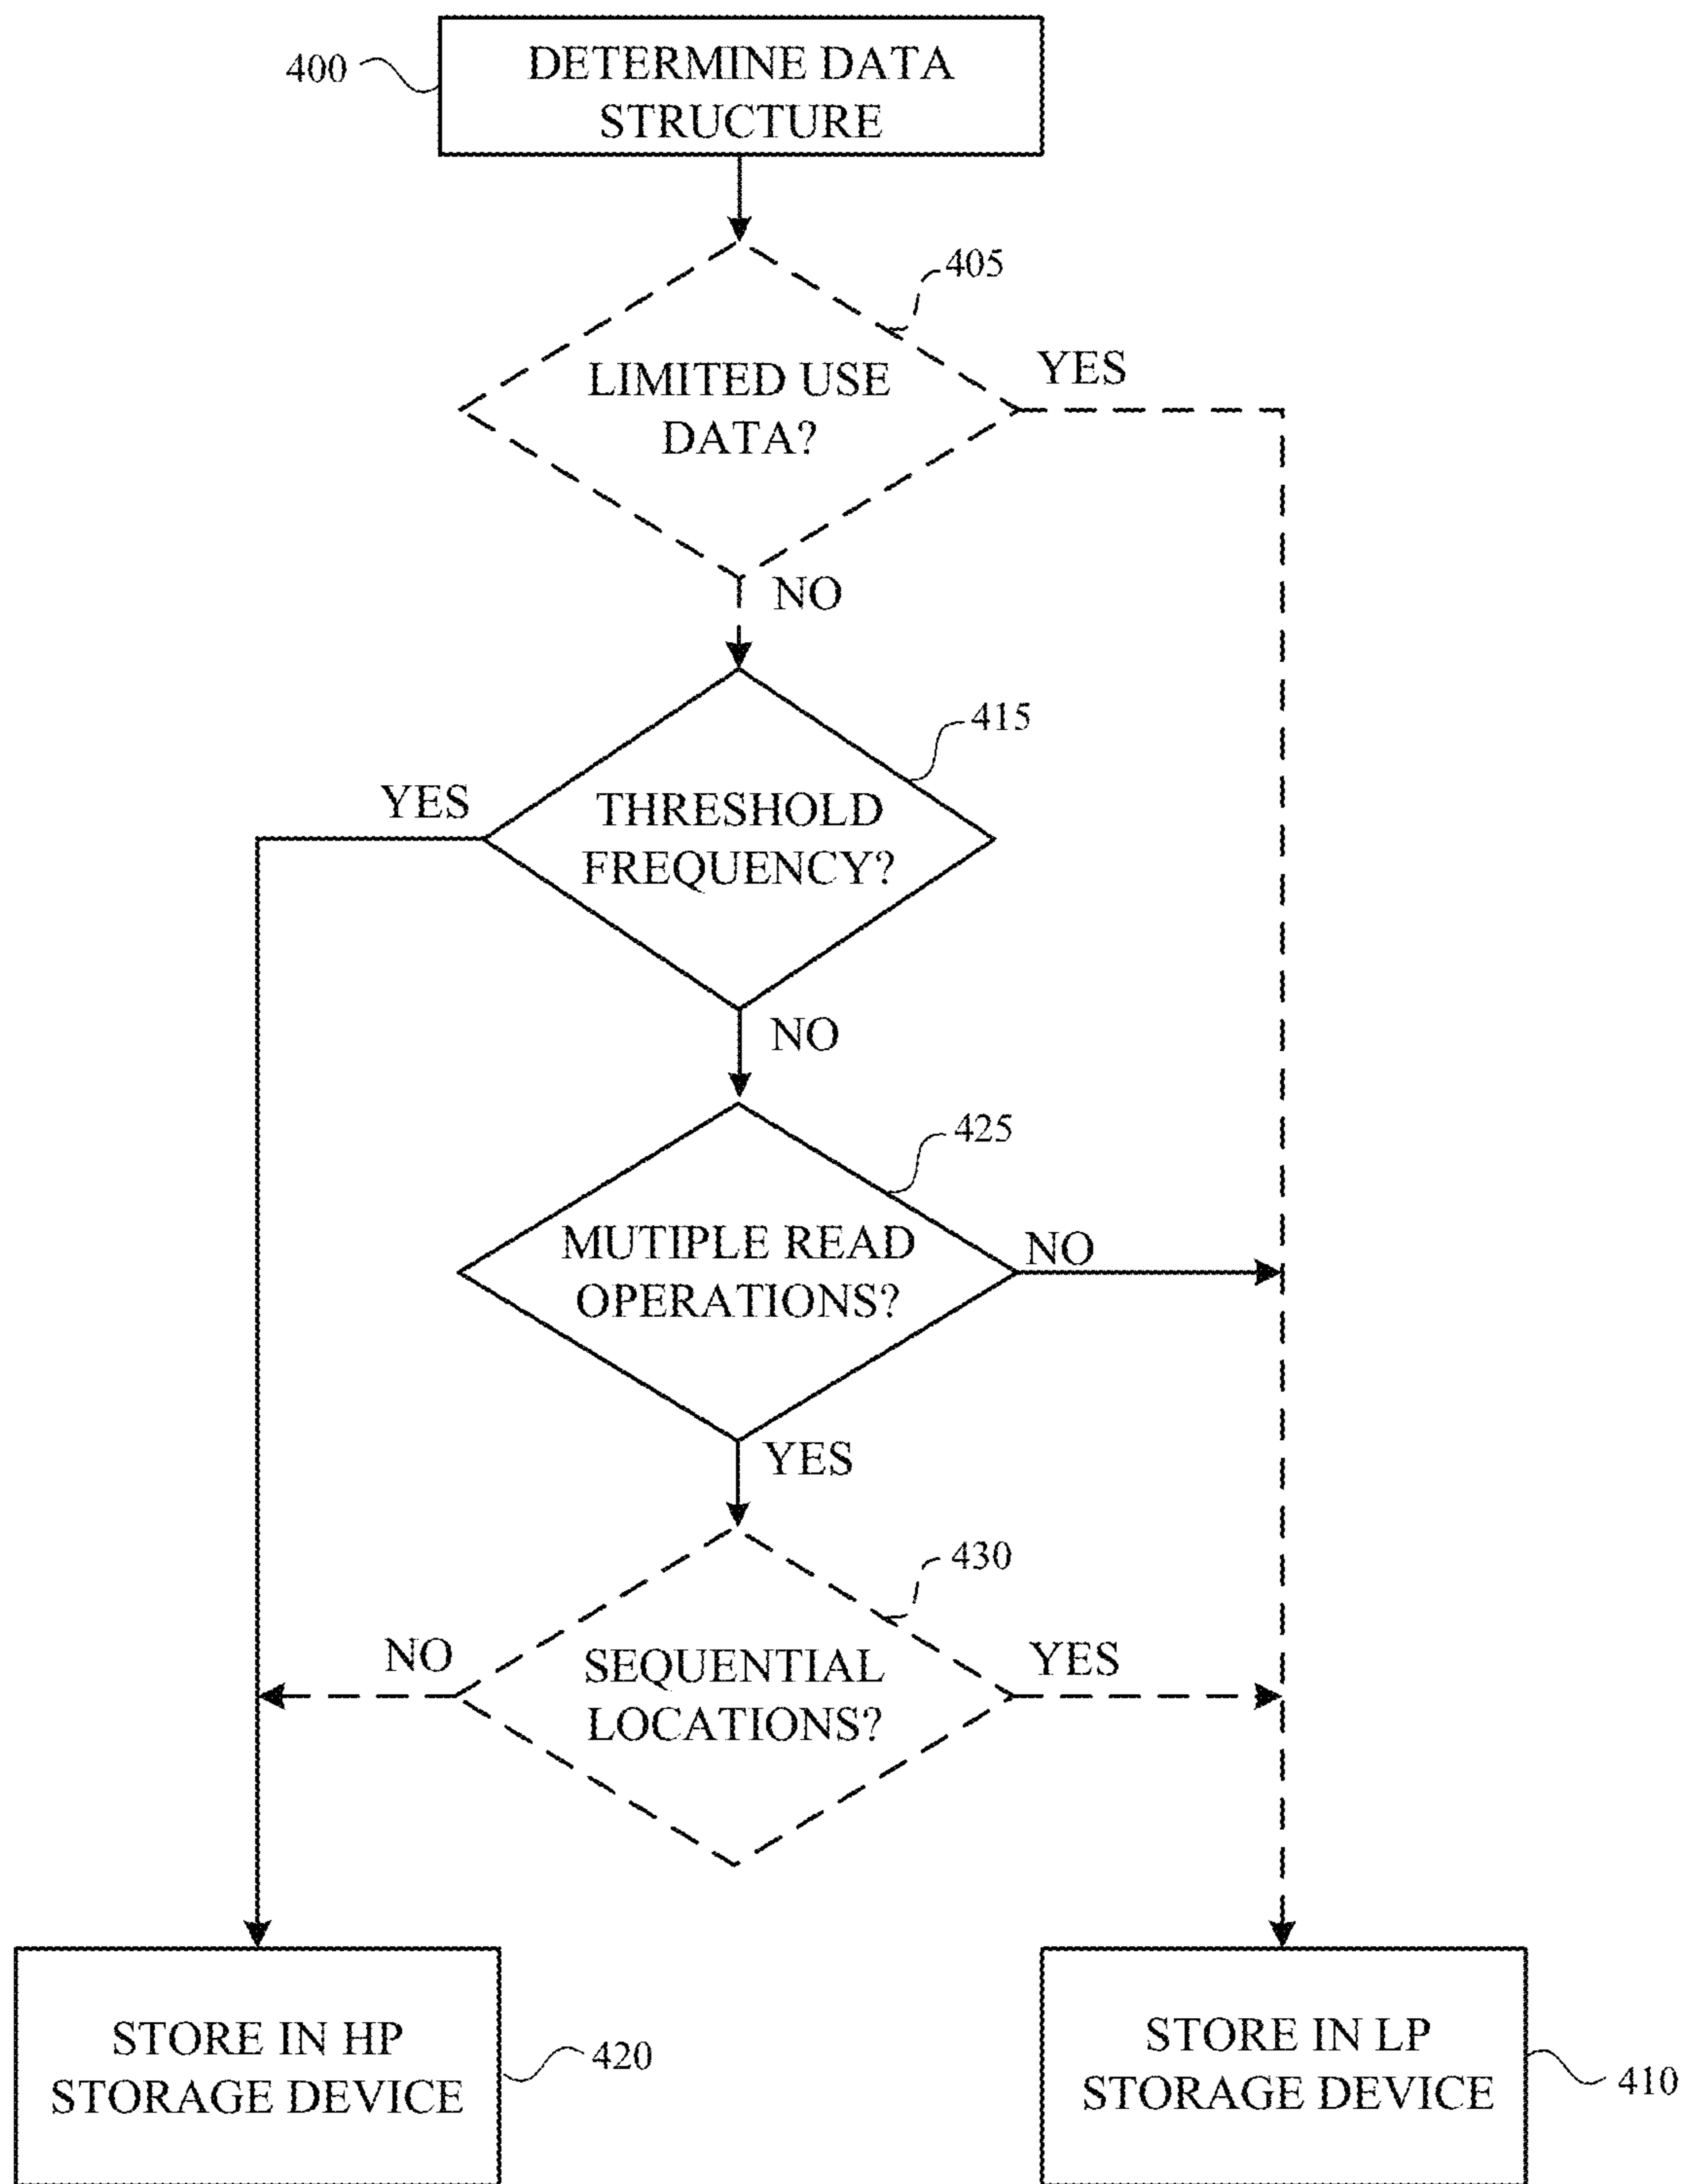 400
DETERMINE DATA
STRUCTURE
405
LIMITED USE
DATA?
YES
NO
415
YES
THRESHOLD
FREQUENCY?
NO
425
MUTIPLE READ
OPERATIONS?
NO
YES
430
NO
SEQUENTIAL
LOCATIONS?
YES
STORE IN HP
STORAGE DEVICE
420
STORE IN LP
STORAGE DEVICE
410